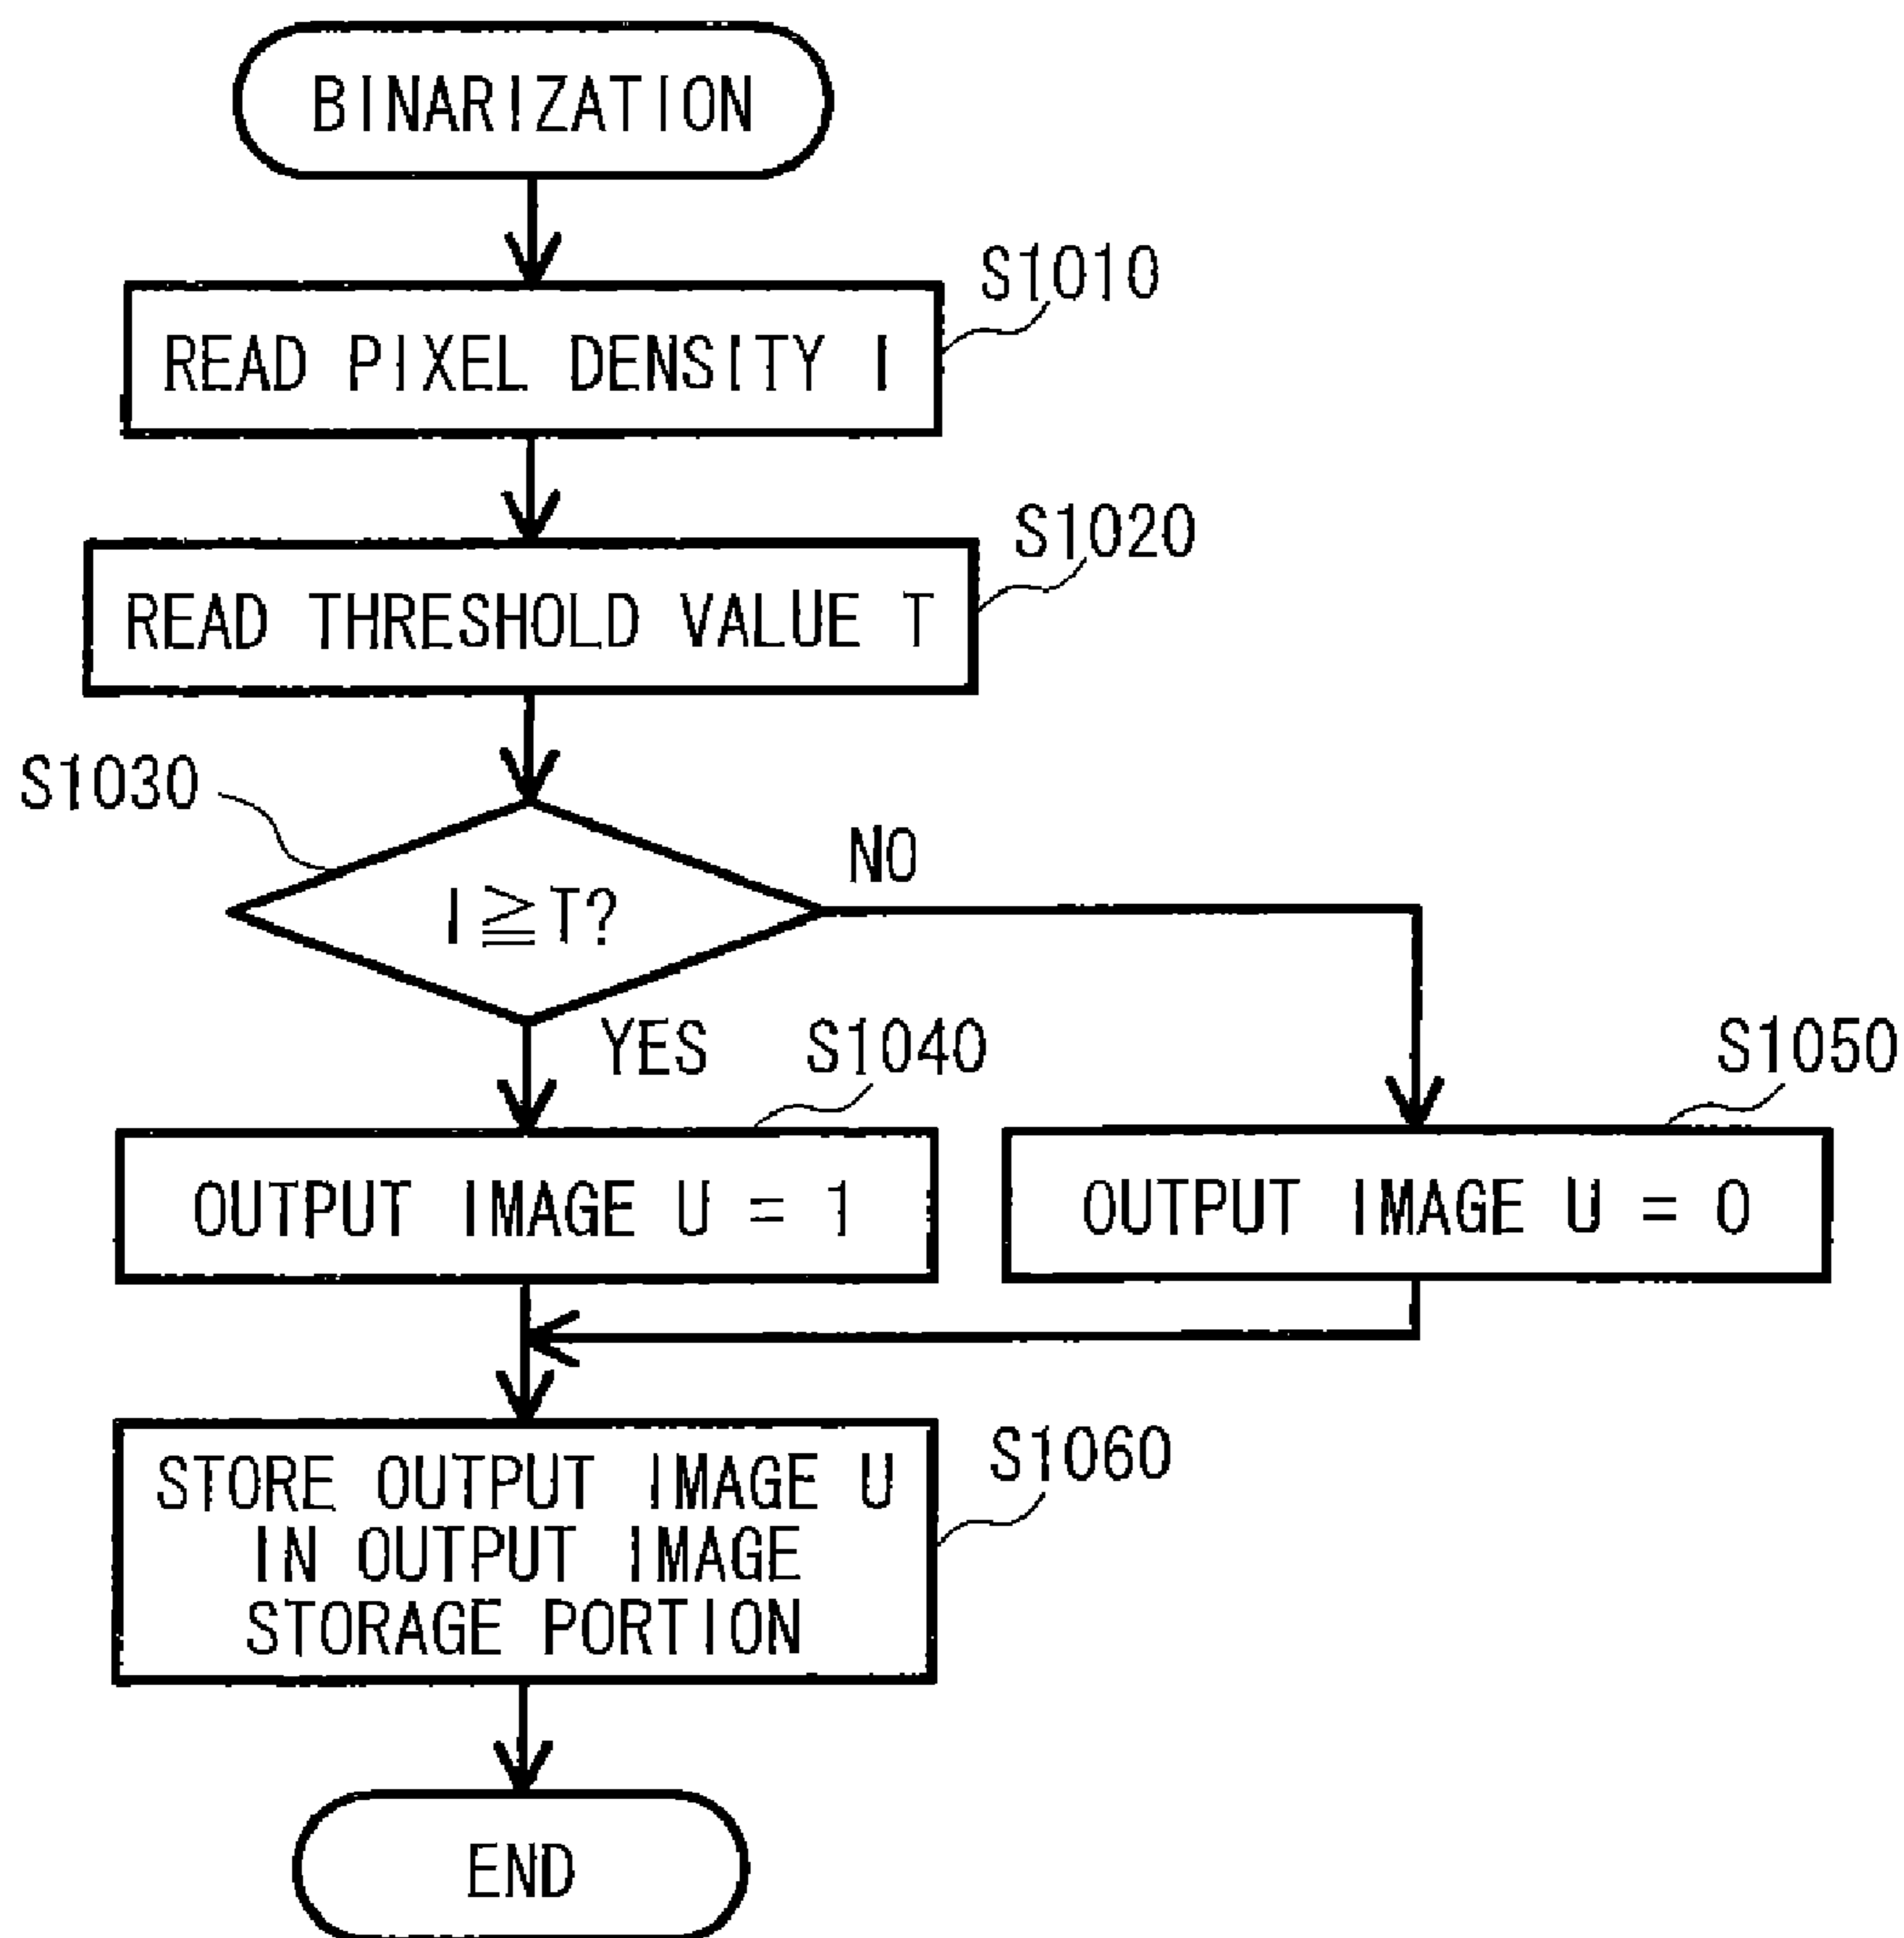 BINARIZATION
S1010
READ PIXEL DENSITY I
S1020
READ THRESHOLD VALUE T
S1030
NO
I≧T?
YES
S1040
S1050
OUTPUT IMAGE U = 1
OUTPUT IMAGE U = 0
S1060
STORE OUTPUT IMAGE U
IN OUTPUT IMAGE
STORAGE PORTION
END